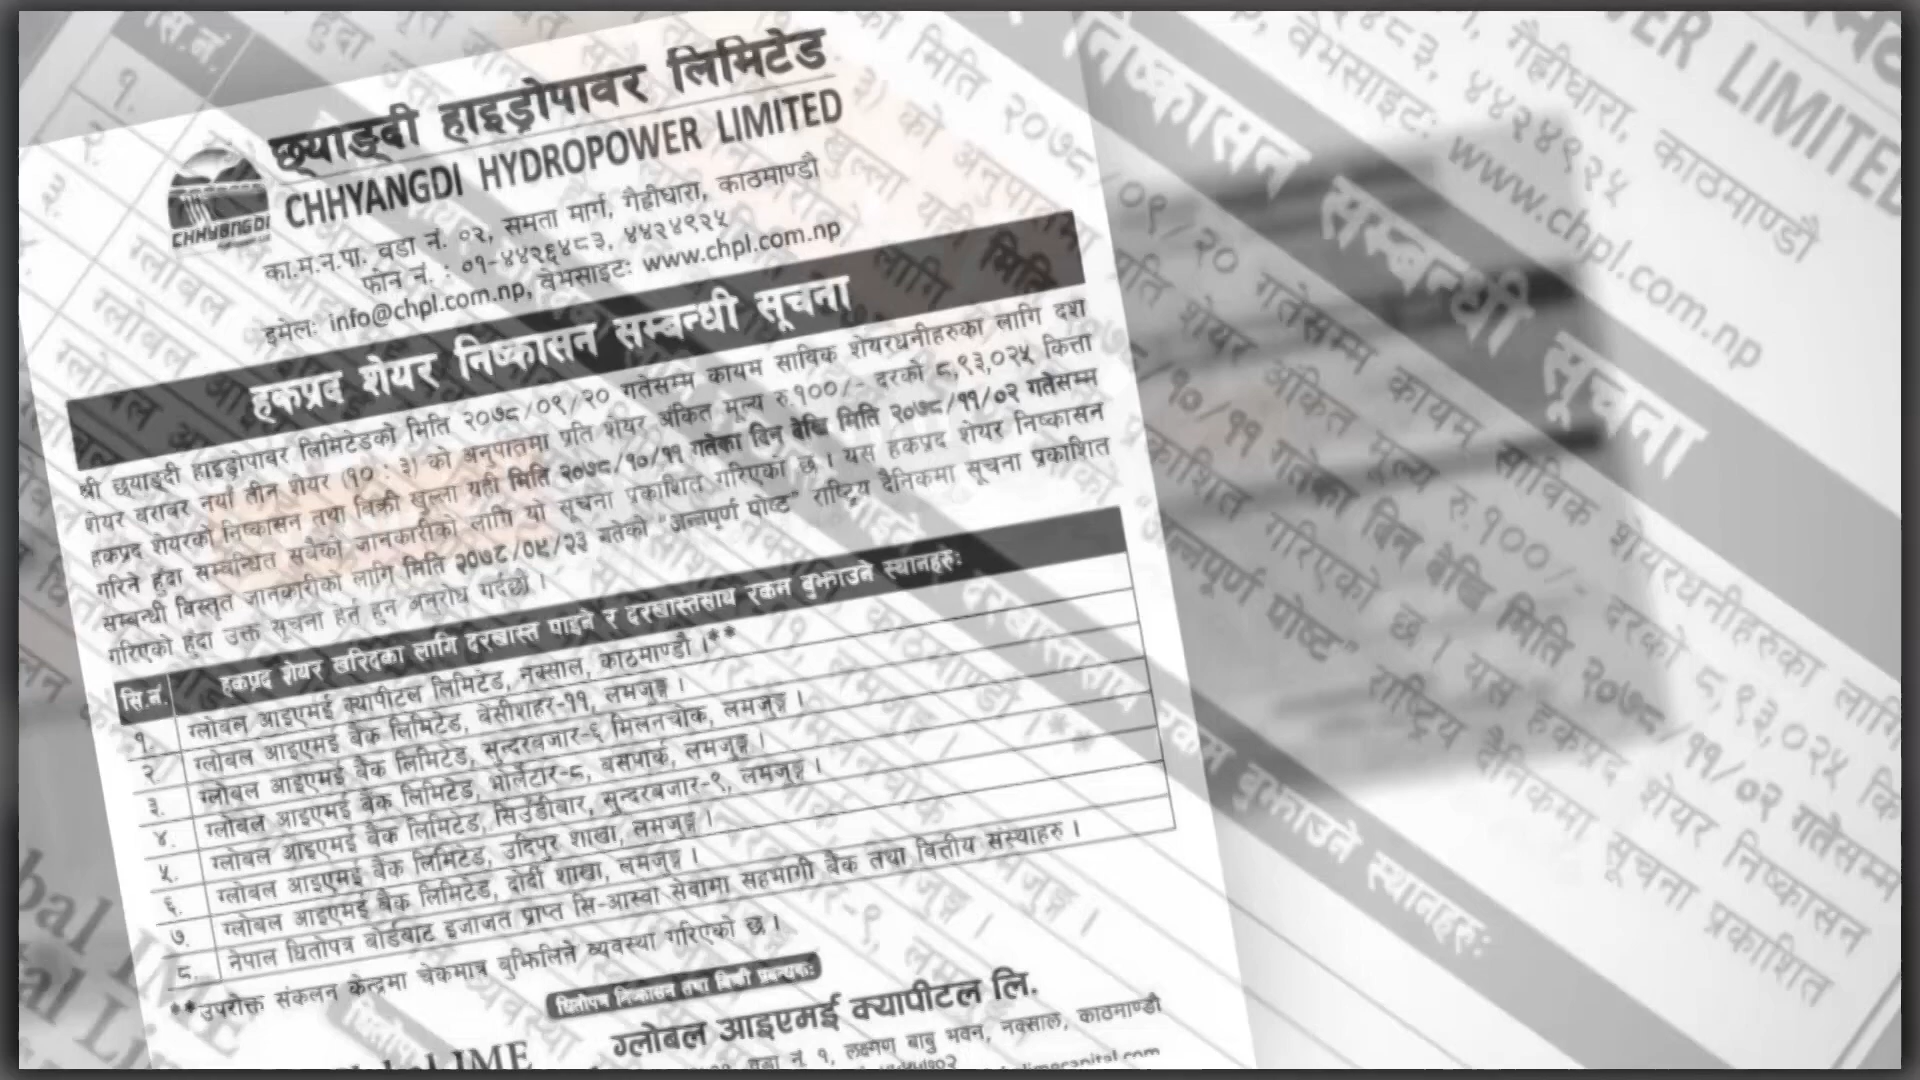 छ्याङ्दी हाइड्रोपावर लिमिटेड
CHHYANGDI HYDROPOWER LIMITED
CHHYANGDI
का.म.न.पा. वडा नं. ०२, समता मार्ग, गैह्रीधारा, काठमाण्डौ
फोन नं. : ०१-४४२६४८३, ४४२४९२५
इमेल: info@chpl.com.np, वेभसाइट: www.chpl.com.np
हकप्रद शेयर निष्कासन सम्बन्धी सूचना
श्री छ्याङ्दी हाइड्रोपावर लिमिटेडको मिति २०७८/०९/२० गतेसम्म कायम साविक शेयरधनीहरुका लागि दश
शेयर बराबर नयाँ तीन शेयर (१० : ३) को अनुपातमा प्रति शेयर अंकित मूल्य रु.१००/- दरको ८,९३,०२५ कित्ता
हकप्रद शेयरको निष्कासन तथा बिक्री खुल्ला यही मिति २०७८/१०/११ गतेका दिन देखि मिति २०७८/११/०२ गतेसम्म
गरिने हुँदा सम्बन्धित सबैको जानकारीको लागि यो सूचना प्रकाशित गरिएको छ । यस हकप्रद शेयर निष्कासन
सम्बन्धी विस्तृत जानकारीका लागि मिति २०७८/०९/२३ गतेको "अन्नपूर्ण पोष्ट" राष्ट्रिय दैनिकमा सूचना प्रकाशित
गरिएको हुँदा उक्त सूचना हेर्न हुन अनुरोध गर्दछौं ।
सि.नं. हकप्रद शेयर खरिदका लागि दरखास्त पाइने र दरखास्तसाथ रकम बुझाउने स्थानहरु:
१. ग्लोबल आइएमई क्यापीटल लिमिटेड, नक्साल, काठमाण्डौ ।**
२. ग्लोबल आइएमई बैंक लिमिटेड, बेसीशहर-११, लमजुङ्ग ।
३. ग्लोबल आइएमई बैंक लिमिटेड, सुन्दरबजार-६ मिलनचोक, लमजुङ्ग ।
४. ग्लोबल आइएमई बैंक लिमिटेड, भोर्लेटार-८, बसपार्क, लमजुङ्ग ।
५. ग्लोबल आइएमई बैंक लिमिटेड, सिउँडीबार, सुन्दरबजार-९, लमजुङ्ग ।
६. ग्लोबल आइएमई बैंक लिमिटेड, उदिपुर शाखा, लमजुङ्ग ।
७. ग्लोबल आइएमई बैंक लिमिटेड, दोर्दी शाखा, लमजुङ्ग ।
८. नेपाल धितोपत्र बोर्डबाट इजाजत प्राप्त सि-आस्वा सेवामा सहभागी बैंक तथा वित्तीय संस्थाहरु ।
**उपरोक्त संकलन केन्द्रमा चेकमात्र बुझिलिने व्यवस्था गरिएको छ ।
धितोपत्र निष्कासन तथा बिक्री प्रबन्धक:
ग्लोबल आइएमई क्यापीटल लि.
वडा नं १, लक्ष्मण बाबु भवन, नक्साल, काठमाण्डौ
IME